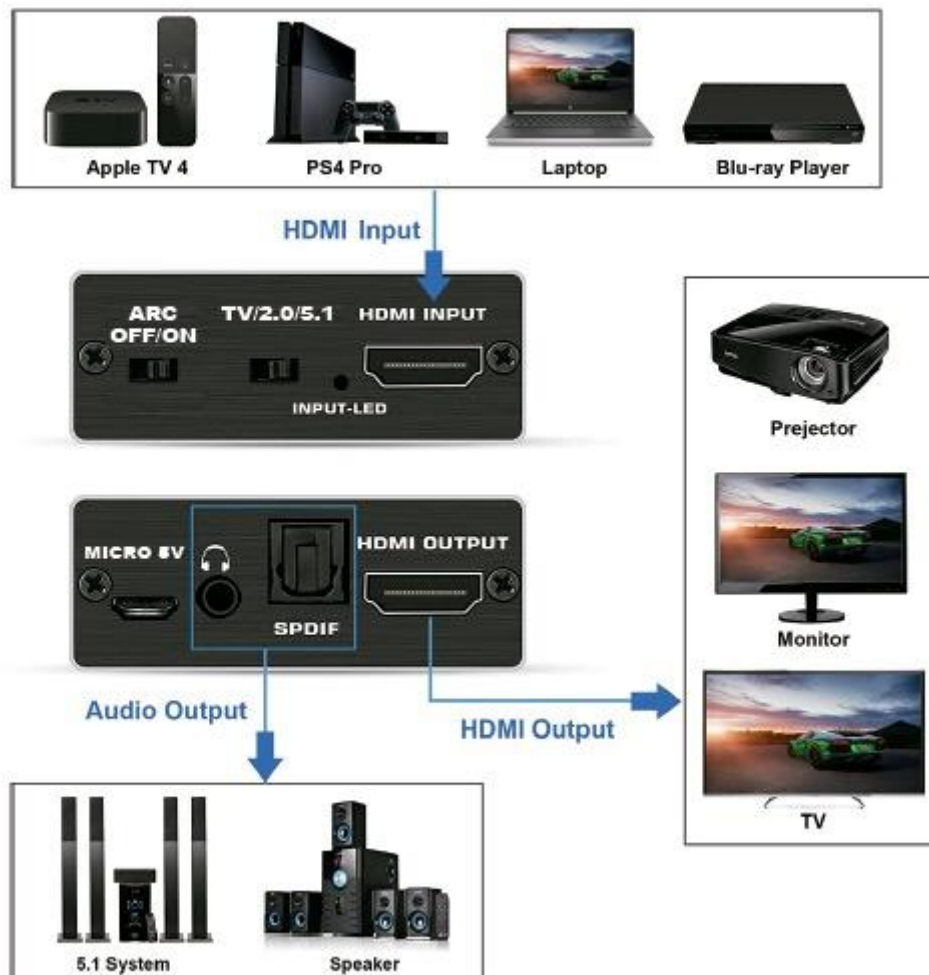 Apple TV 4
PS4 Pro
Laptop
Blu-ray Player
HDMI Input
ARC
OFF/ON
TV/2.0/5.1
HDMI INPUT
INPUT-LED
Prejector
MICRO 5V
SPDIF
HDMI OUTPUT
Monitor
Audio Output
HDMI Output
TV
5.1 System
Speaker